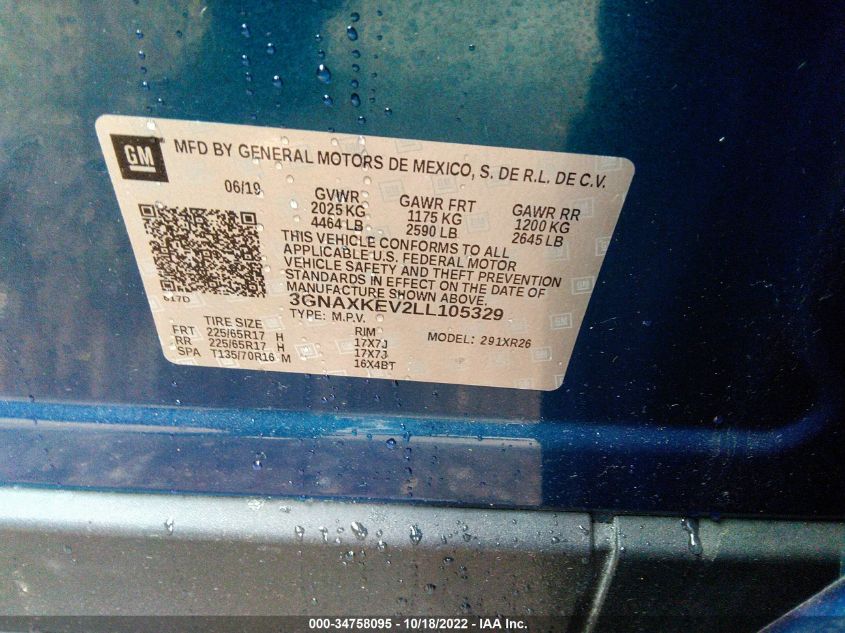 GM MFD BY GENERAL MOTORS DE MEXICO, S. DE R.L. DE C.V.
06/19 GVWR GAWR FRT GAWR RR
2025 KG 1175 KG 1200 KG
4464 LB 2590 LB 2645 LB
THIS VEHICLE CONFORMS TO ALL
APPLICABLE U.S. FEDERAL MOTOR
VEHICLE SAFETY AND THEFT PREVENTION
STANDARDS IN EFFECT ON THE DATE OF
MANUFACTURE SHOWN ABOVE.
617D 3GNAXKEV2LL105329
TYPE: M.P.V. MODEL: 291XR26
TIRE SIZE RIM
FRT 225/65R17 H 17X7J
RR 225/65R17 H 17X7J
SPA T135/70R16 M 16X4BT
000-34758095 - 10/18/2022 - IAA Inc.